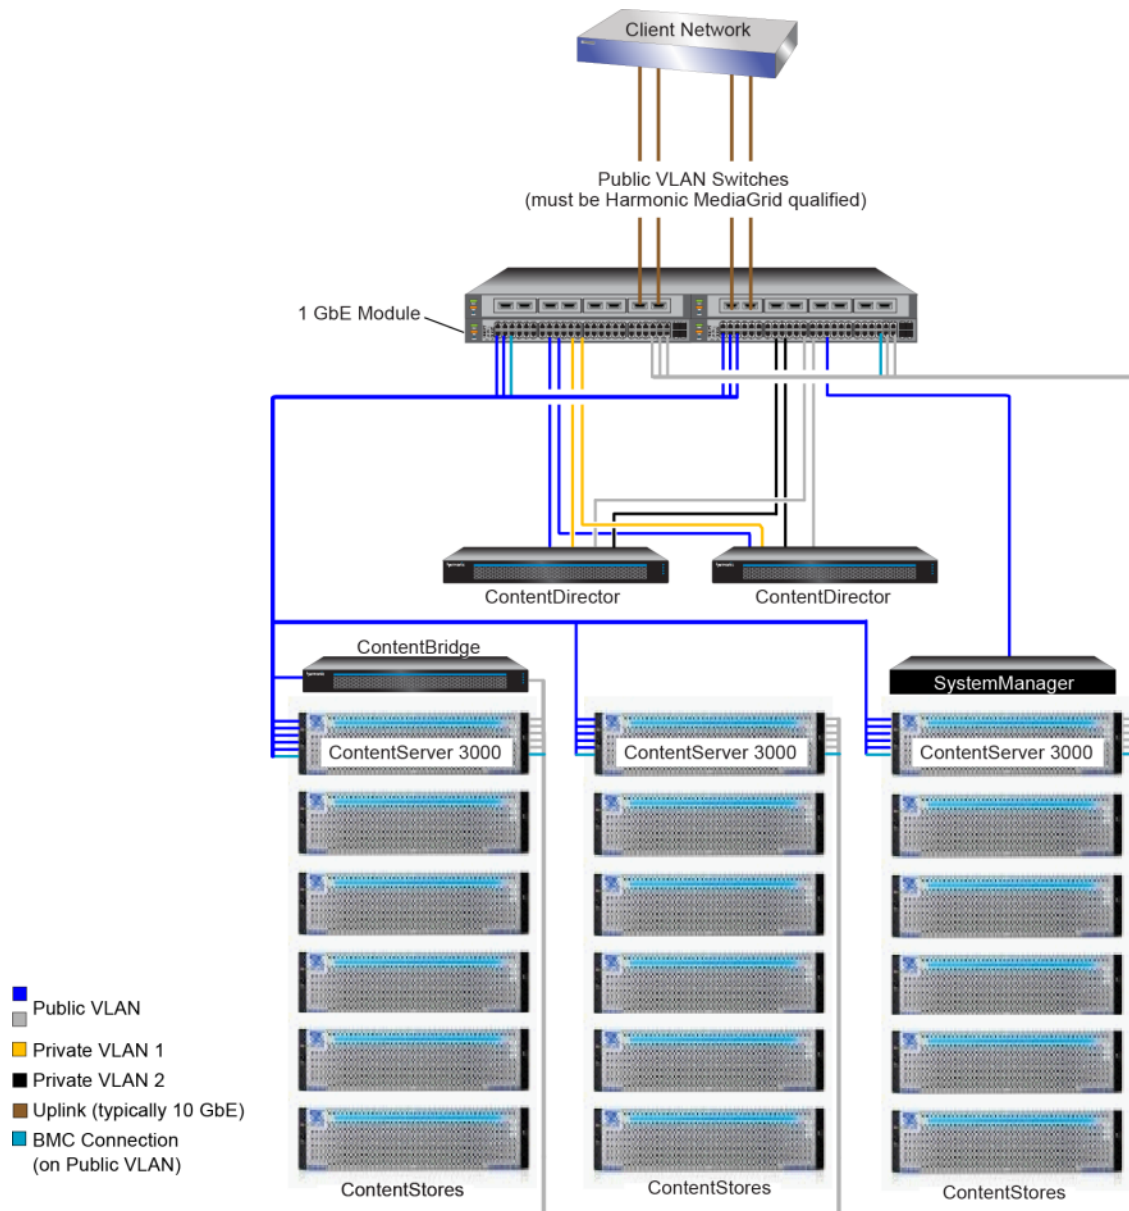 Client Network
Public VLAN Switches
(must be Harmonic MediaGrid qualified)
1 GbE Module
ContentDirector
ContentDirector
ContentBridge
SystemManager
ContentServer 3000
ContentServer 3000
ContentServer 3000
Public VLAN
Private VLAN 1
Private VLAN 2
Uplink (typically 10 GbE)
BMC Connection
(on Public VLAN)
ContentStores
ContentStores
ContentStores